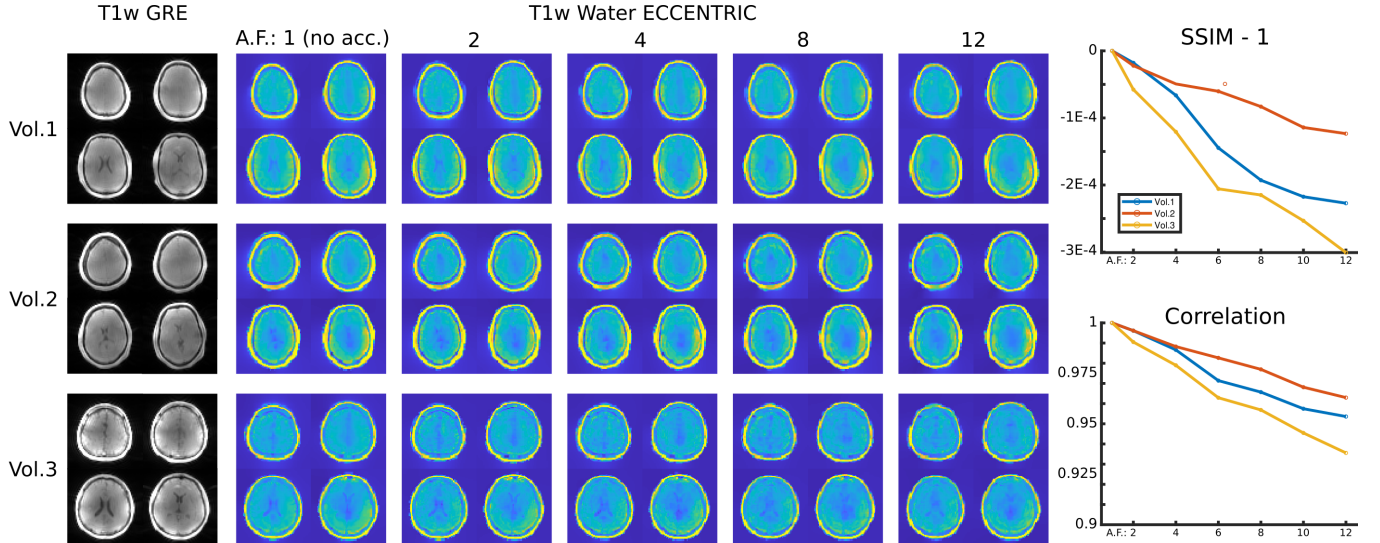 T1w GRE
T1w Water ECCENTRIC
A.F.: 1 (no acc.)
2
4
8
12
Vol.1
Vol.2
Vol.3
SSIM - 1
0
-1E-4
-2E-4
-3E-4
Vol.1
Vol.2
Vol.3
A.F.: 2
4
6
8
10
12
Correlation
1
0.975
0.95
0.925
0.9
A.F.: 2
4
6
8
10
12